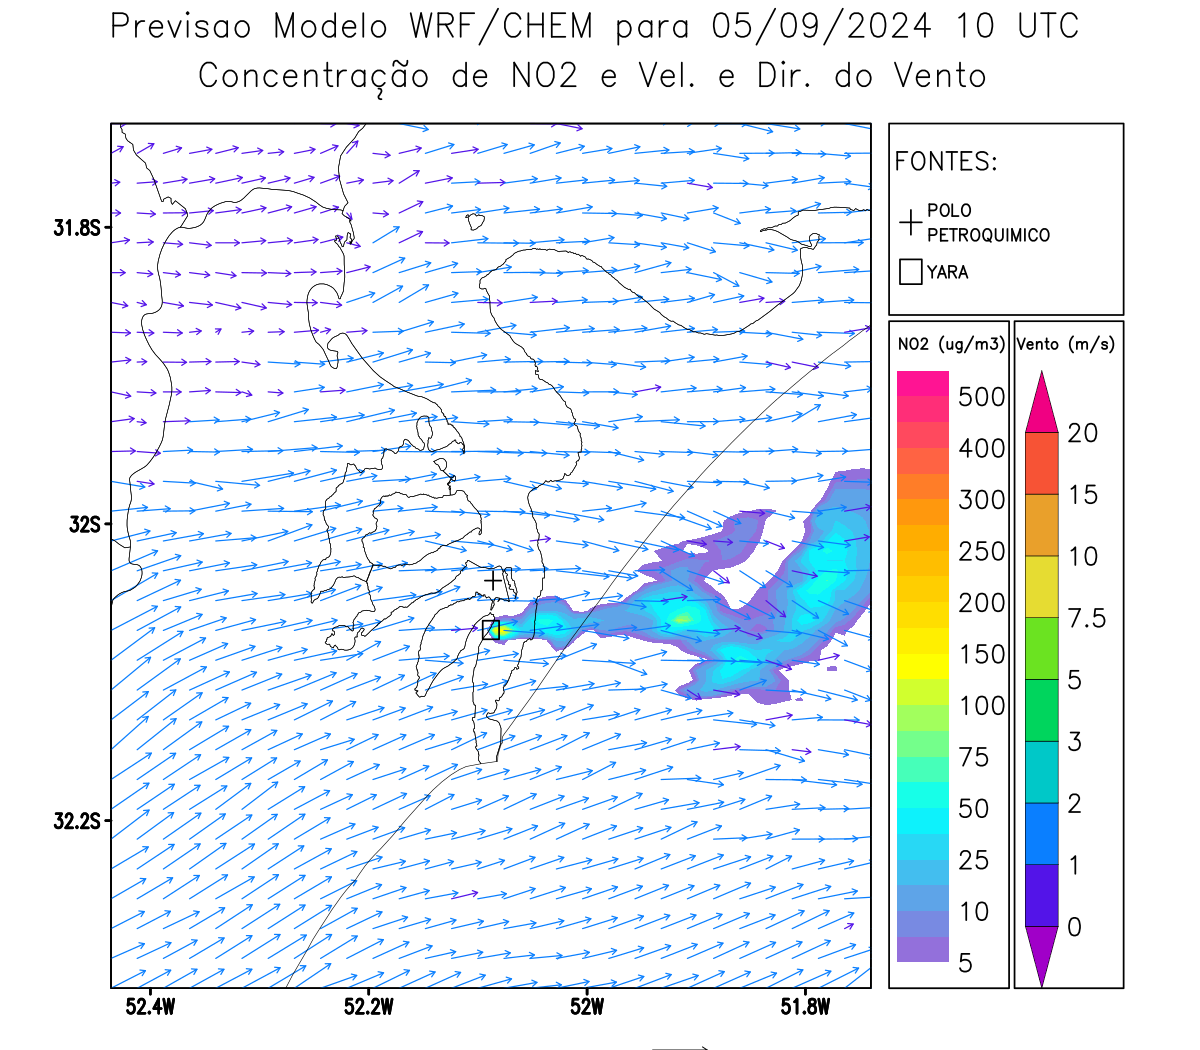 Previsao Modelo WRF/CHEM para 05/09/2024 10 UTC
Concentração de NO2 e Vel. e Dir. do Vento
FONTES:
POLO
PETROQUIMICO
YARA
NO2 (ug/m3)
500
400
300
250
200
150
100
75
50
25
10
5
Vento (m/s)
20
15
10
7.5
5
3
2
1
0
31.8S
32S
32.2S
52.4W
52.2W
52W
51.8W